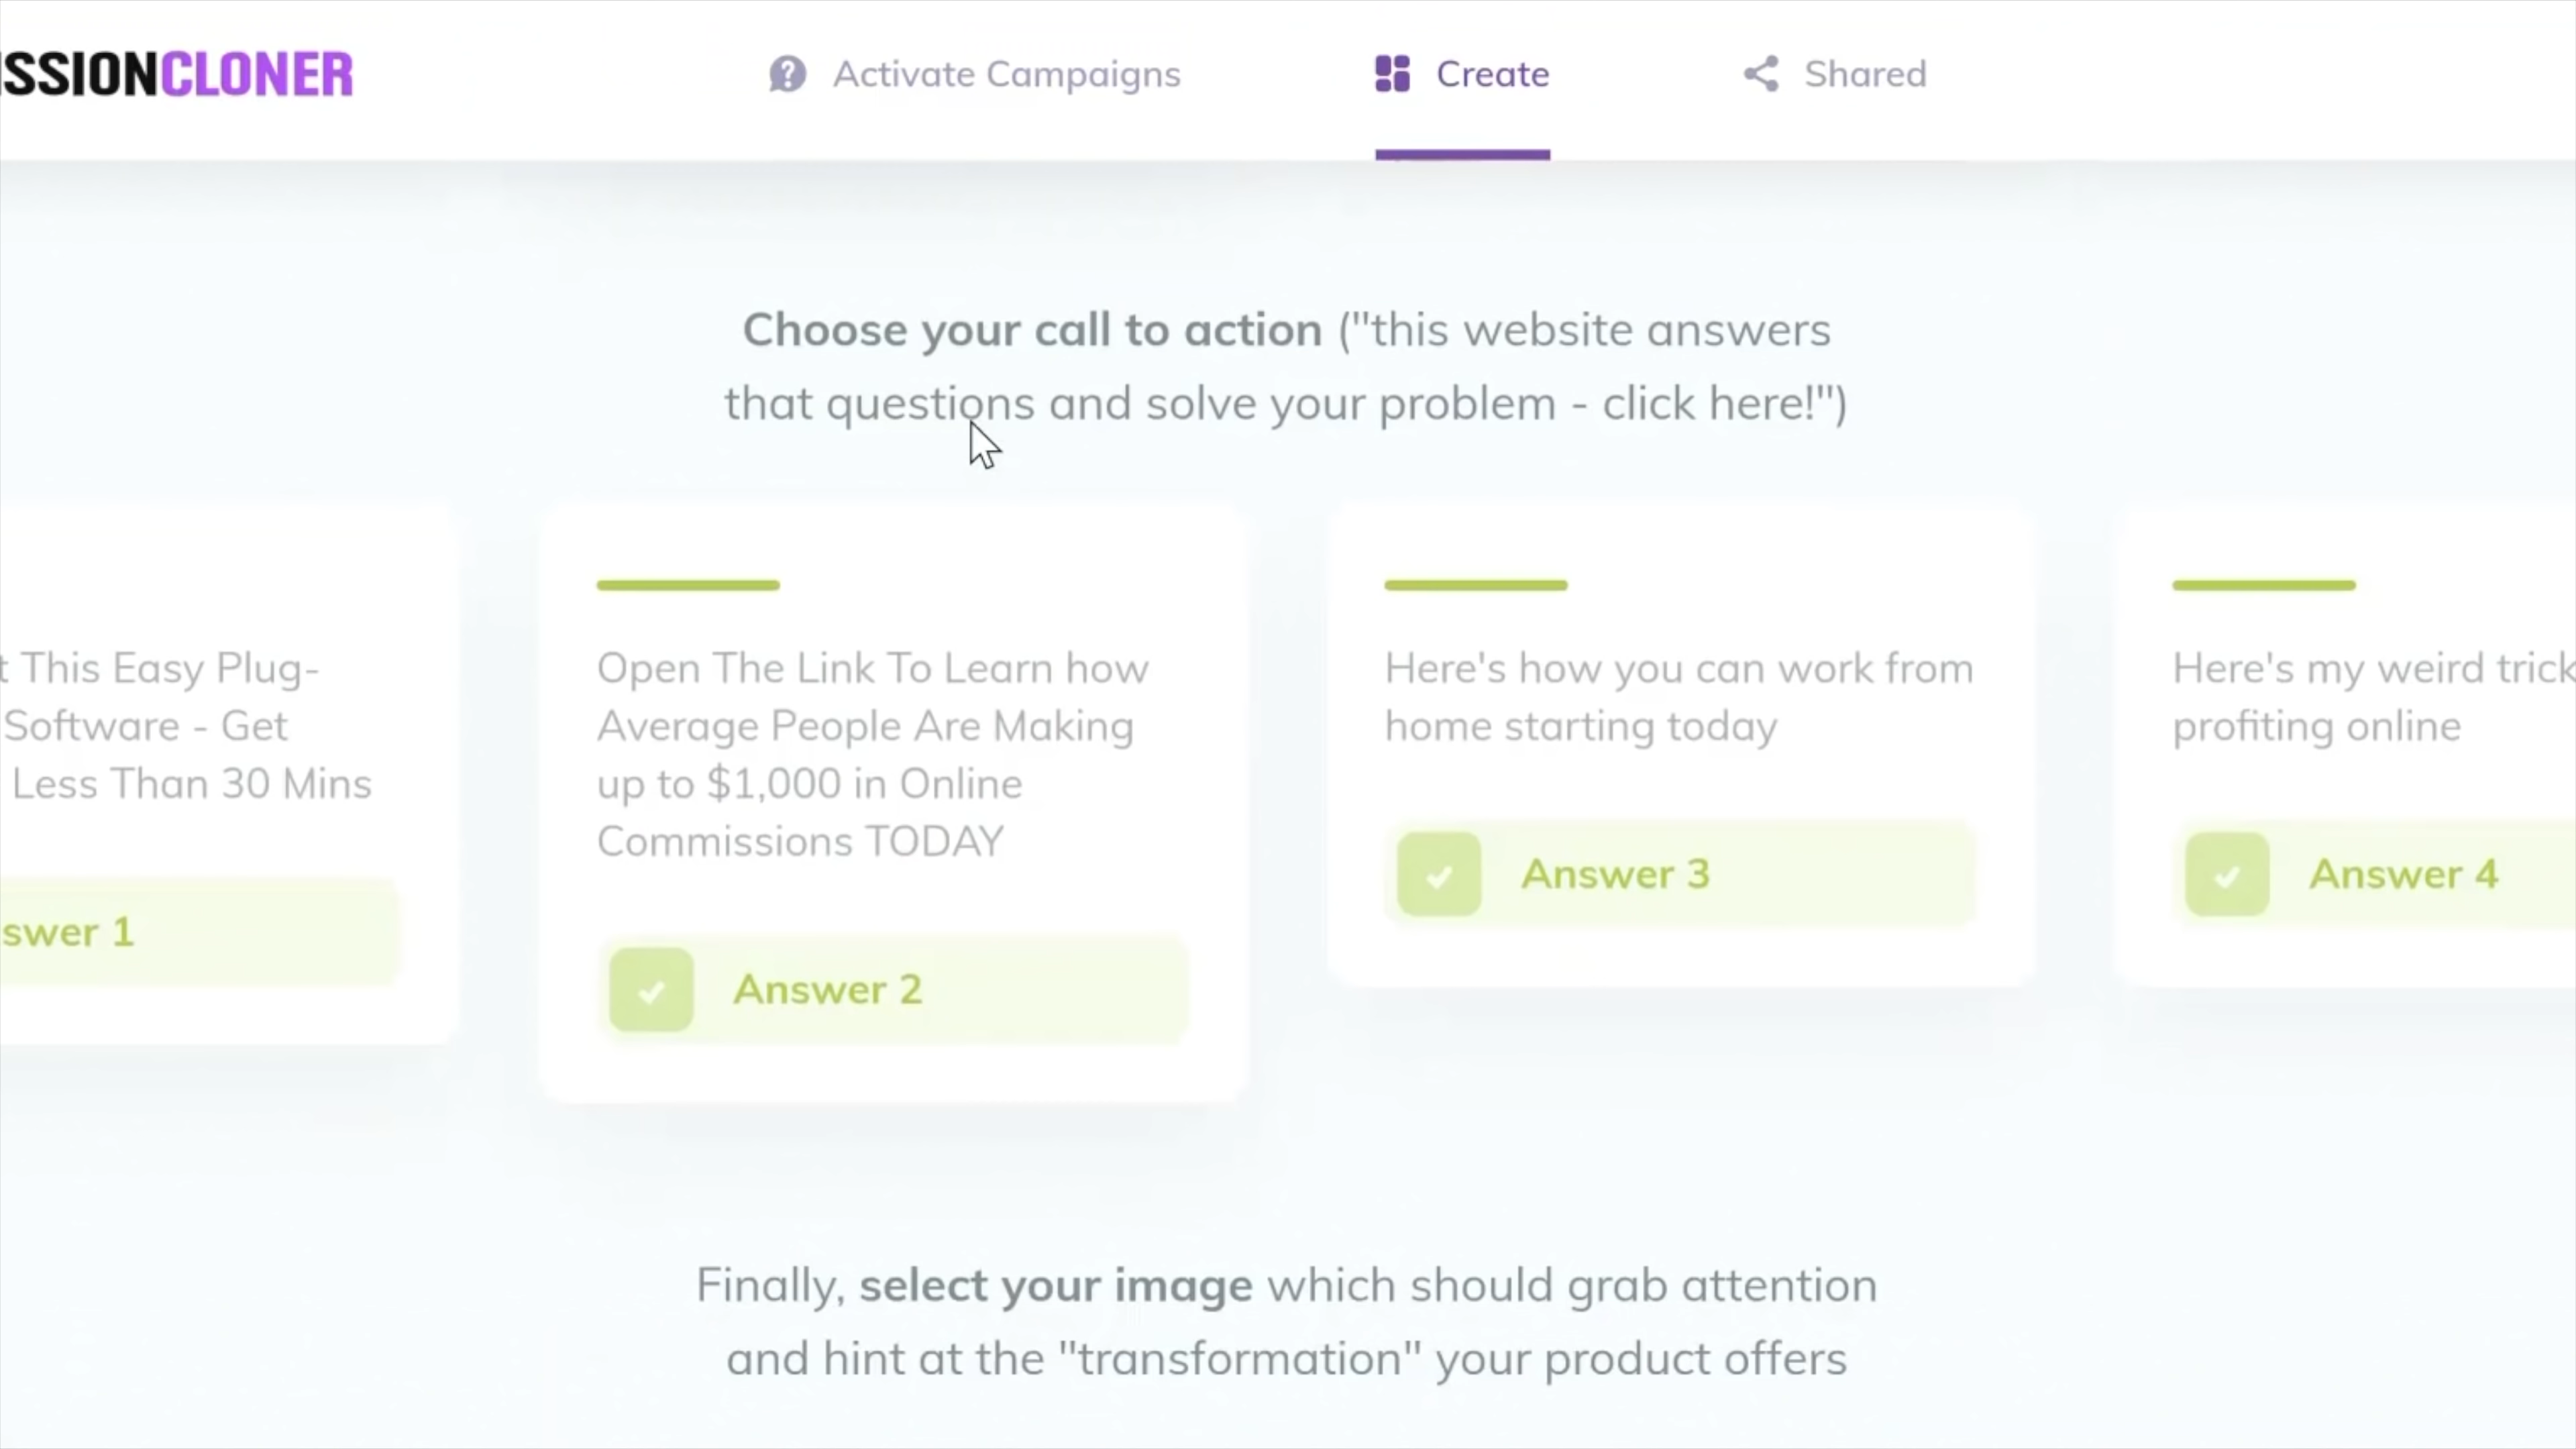 SSIONCLONER
Activate Campaigns
Create
Shared
Choose your call to action ("this website answers
that questions and solve your problem - click here!")
t This Easy Plug-
Software - Get
Less Than 30 Mins
swer 1
Open The Link To Learn how
Average People Are Making
up to $1,000 in Online
Commissions TODAY
Answer 2
Here's how you can work from
home starting today
Answer 3
Here's my weird trick
profiting online
Answer 4
Finally, select your image which should grab attention
and hint at the "transformation" your product offers